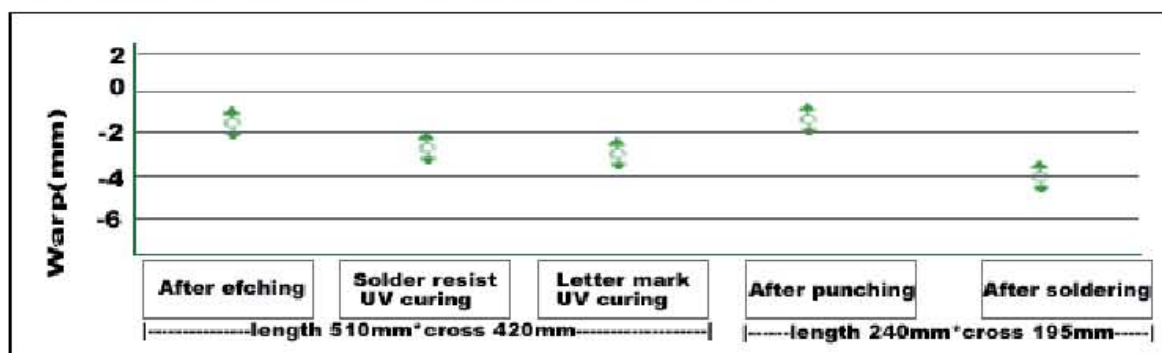 Warp(mm)
2
0
-2
-4
-6
After efching
Solder resist
UV curing
Letter mark
UV curing
After punching
After soldering
|-----------length 510mm*cross 420mm--------------|
|------length 240mm*cross 195mm-----|